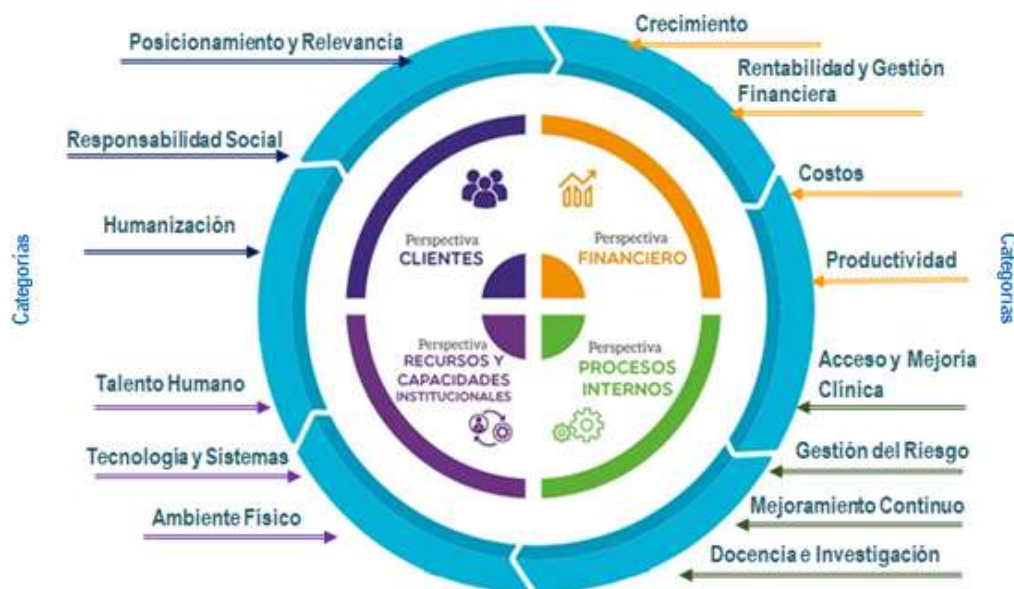 Posicionamiento y Relevancia
Responsabilidad Social
Humanización
Talento Humano
Tecnología y Sistemas
Ambiente Físico
Categorías
Perspectiva
CLIENTES
Perspectiva
FINANCIERO
Perspectiva
RECURSOS Y
CAPACIDADES
INSTITUCIONALES
Perspectiva
PROCESOS
INTERNOS
Crecimiento
Rentabilidad y Gestión
Financiera
Costos
Productividad
Acceso y Mejoria
Clinica
Gestión del Riesgo
Mejoramiento Continuo
Docencia e Investigación
Categorías